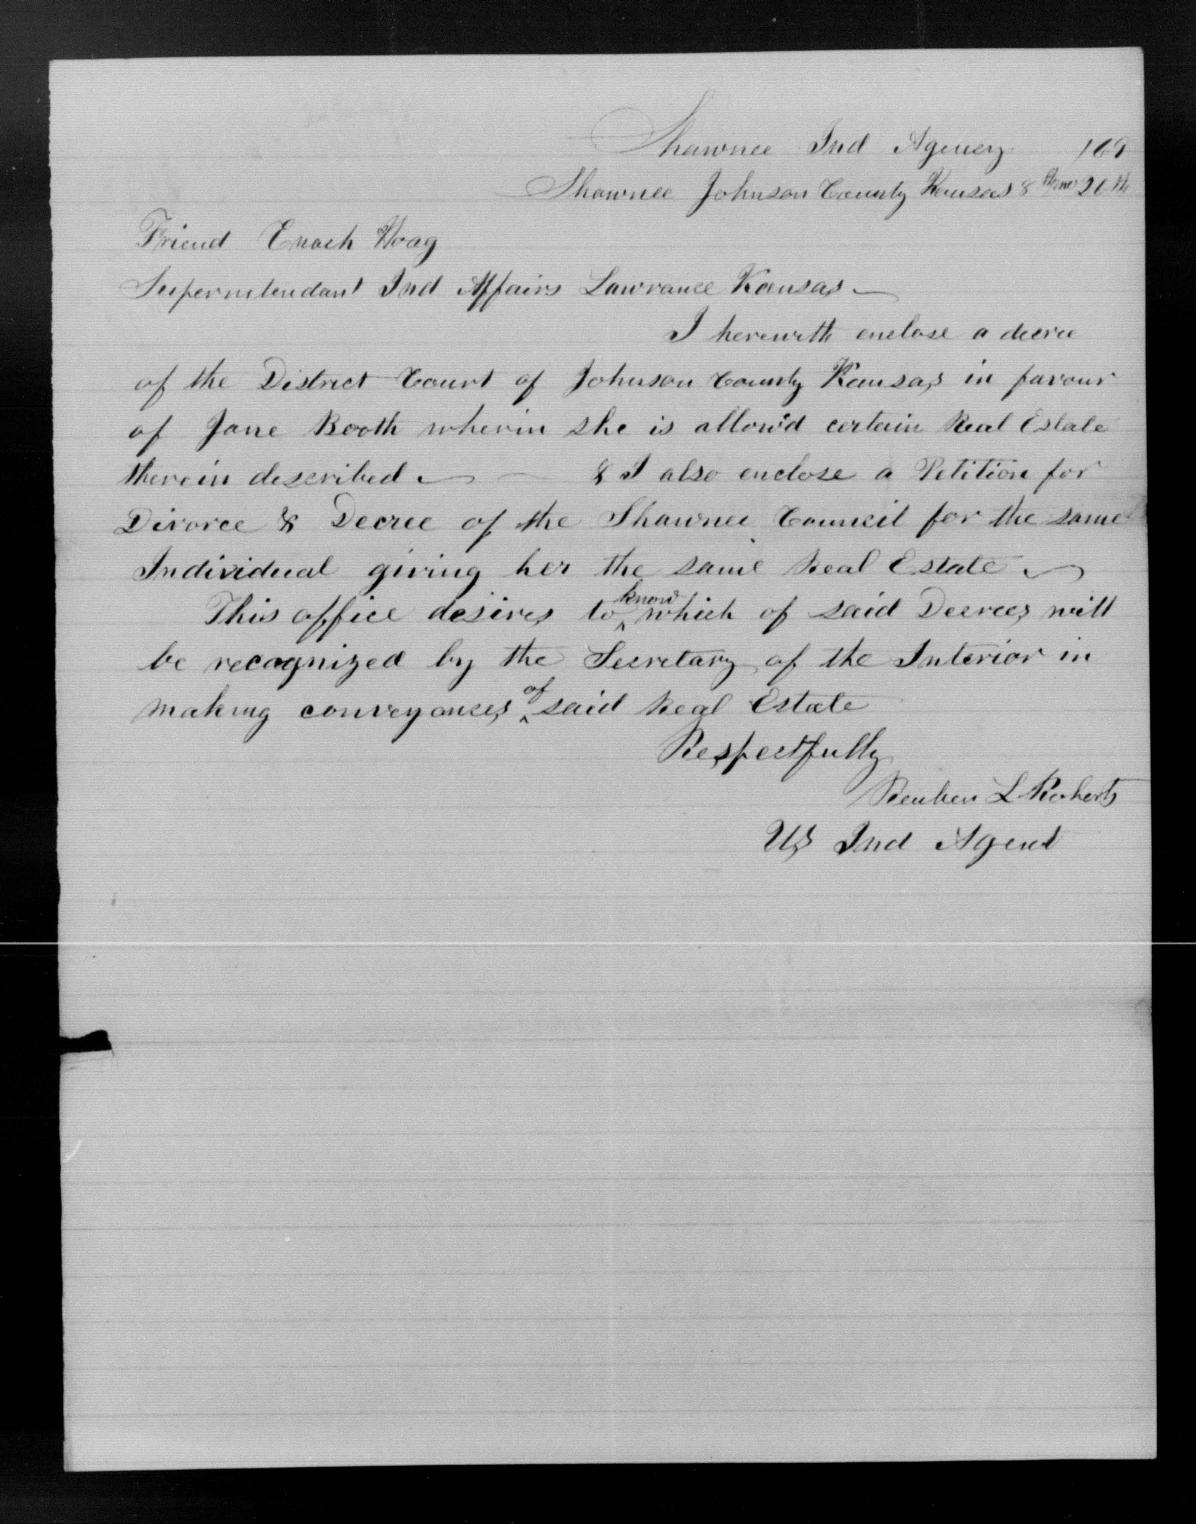 Shawnee Ind Agency 169
Shawnee Johnson County Kansas 8th mo 20th
Friend Enoch Hoag
Superintendant Ind Affairs Lawrance Kansas
I herewith enclose a decree
of the District Court of Johnson County Kansas in favour
of Jane Booth wherein she is allow'd certain Real Estate
therein described & I also enclose a Petition for
Divorce & Decree of the Shawnee Council for the same
Individual giving her the same Real Estate
This office desires to know which of said Decrees will
be recognized by the Secretary of the Interior in
making conveyances of said Real Estate
Respectfully
Reuben L Roberts
US Ind Agent